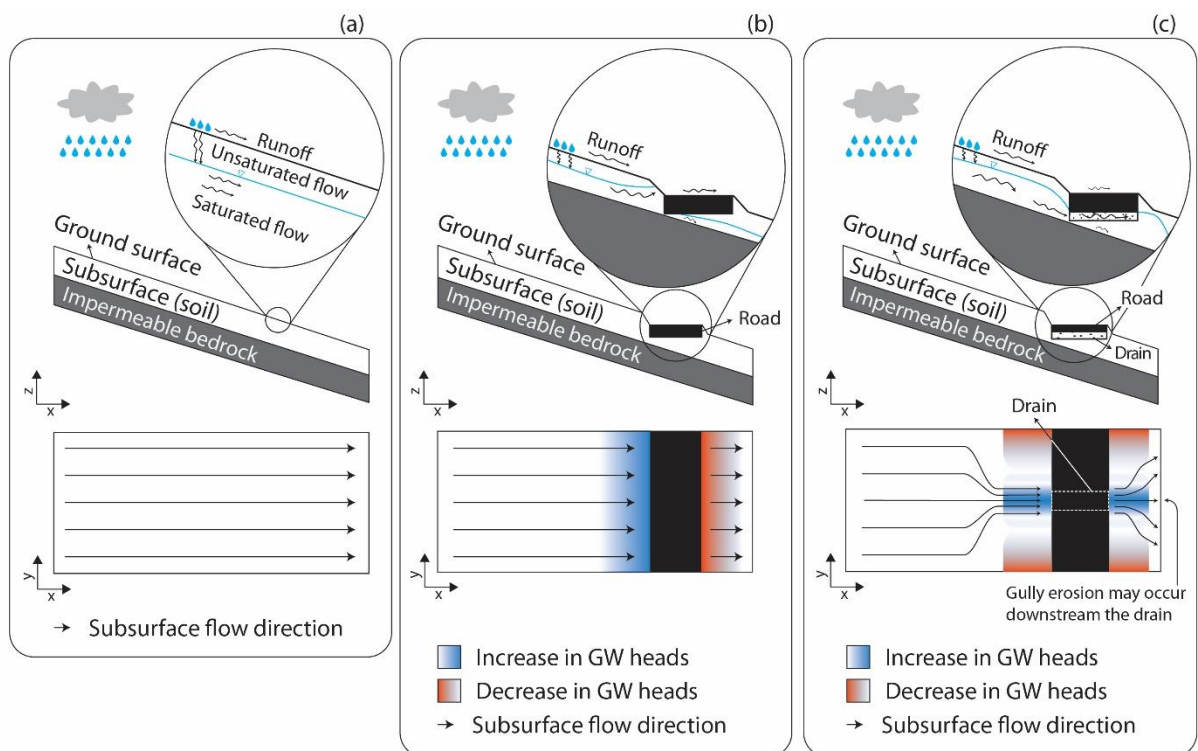 (a)
Runoff
Unsaturated flow
Saturated flow
Ground surface
Subsurface (soil)
Impermeable bedrock
z
x
y
x
Subsurface flow direction
(b)
Runoff
Ground surface
Subsurface (soil)
Impermeable bedrock
Road
z
x
y
x
Increase in GW heads
Decrease in GW heads
Subsurface flow direction
(c)
Runoff
Ground surface
Subsurface (soil)
Impermeable bedrock
Road
Drain
z
x
Drain
y
x
Gully erosion may occur
downstream the drain
Increase in GW heads
Decrease in GW heads
Subsurface flow direction